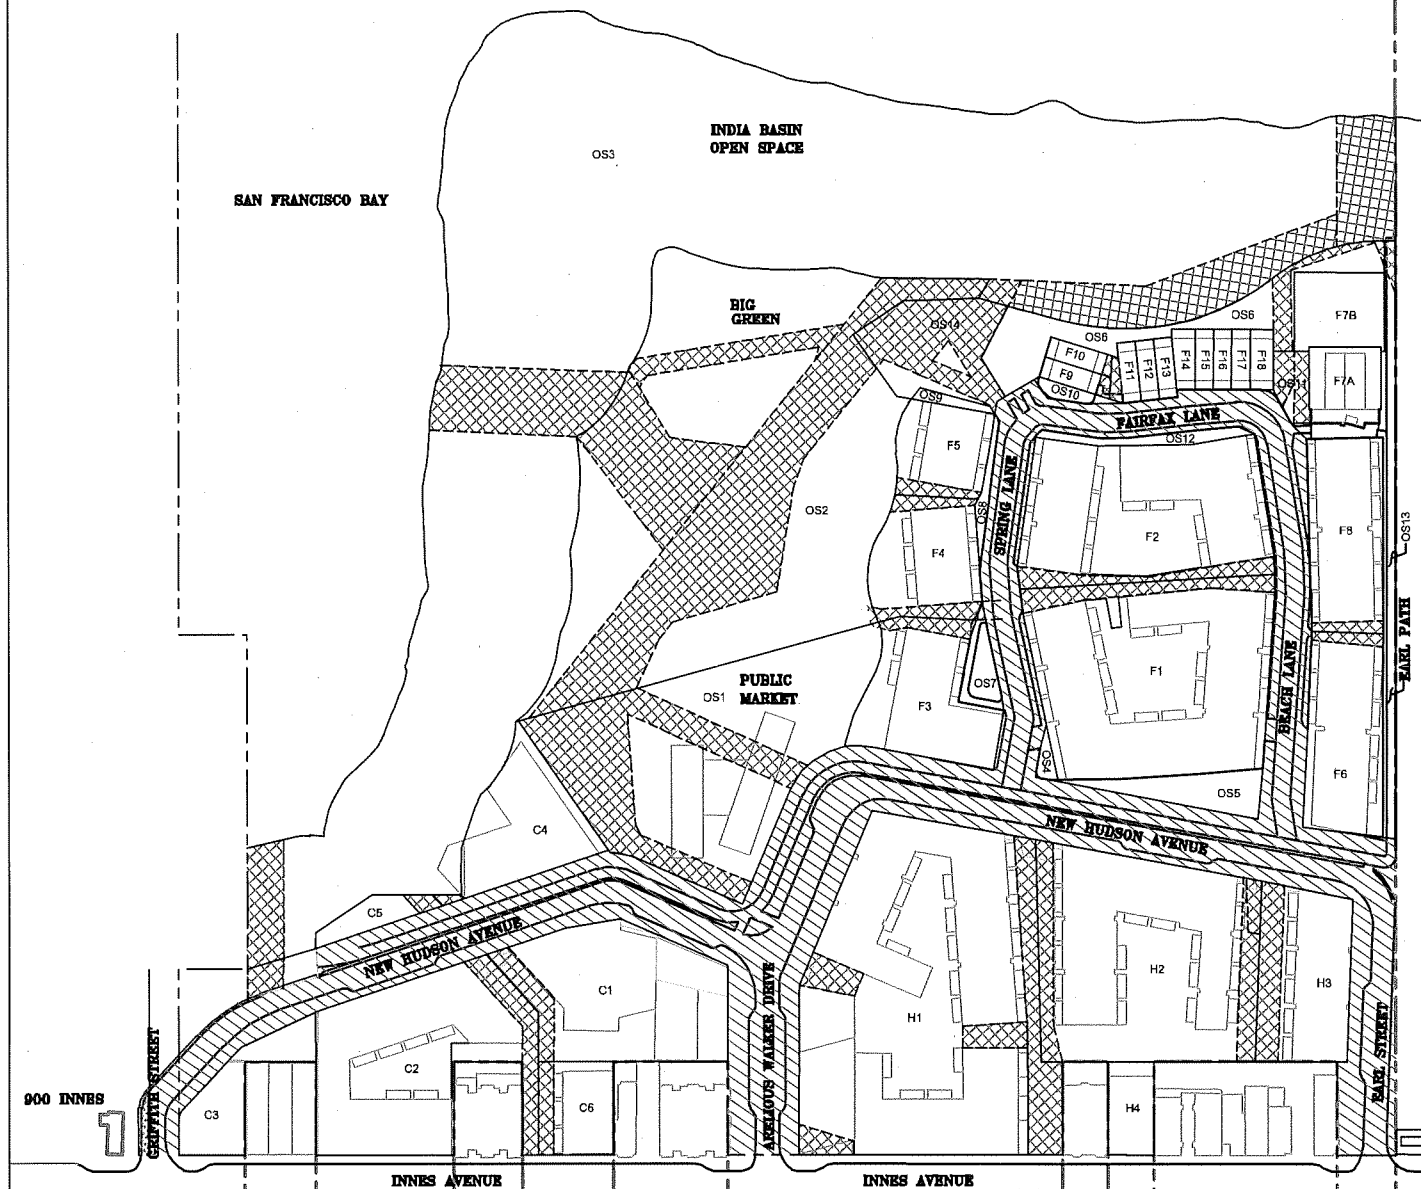 INDIA BASIN
OPEN SPACE
OS3
SAN FRANCISCO BAY
BIG
GREEN
OS14
OS6
OS6
F7B
F10
F9
OS10
F11
F12
F13
F14
F15
F16
F17
F18
OS11
F7A
OS9
FAIRFAX LANE
OS12
F5
SPRING LANE
OS8
OS2
F4
F2
F8
OS13
EARL PATH
PUBLIC
MARKET
OS1
OS7
F3
F1
BEACH LANE
OS4
OS5
F6
C4
NEW HUDSON AVENUE
C5
NEW HUDSON AVENUE
C1
H1
H2
H3
ARELIOUS WALKER DRIVE
EARL STREET
GRIFFITH STREET
900 INNES
C3
C2
C6
H4
INNES AVENUE
INNES AVENUE